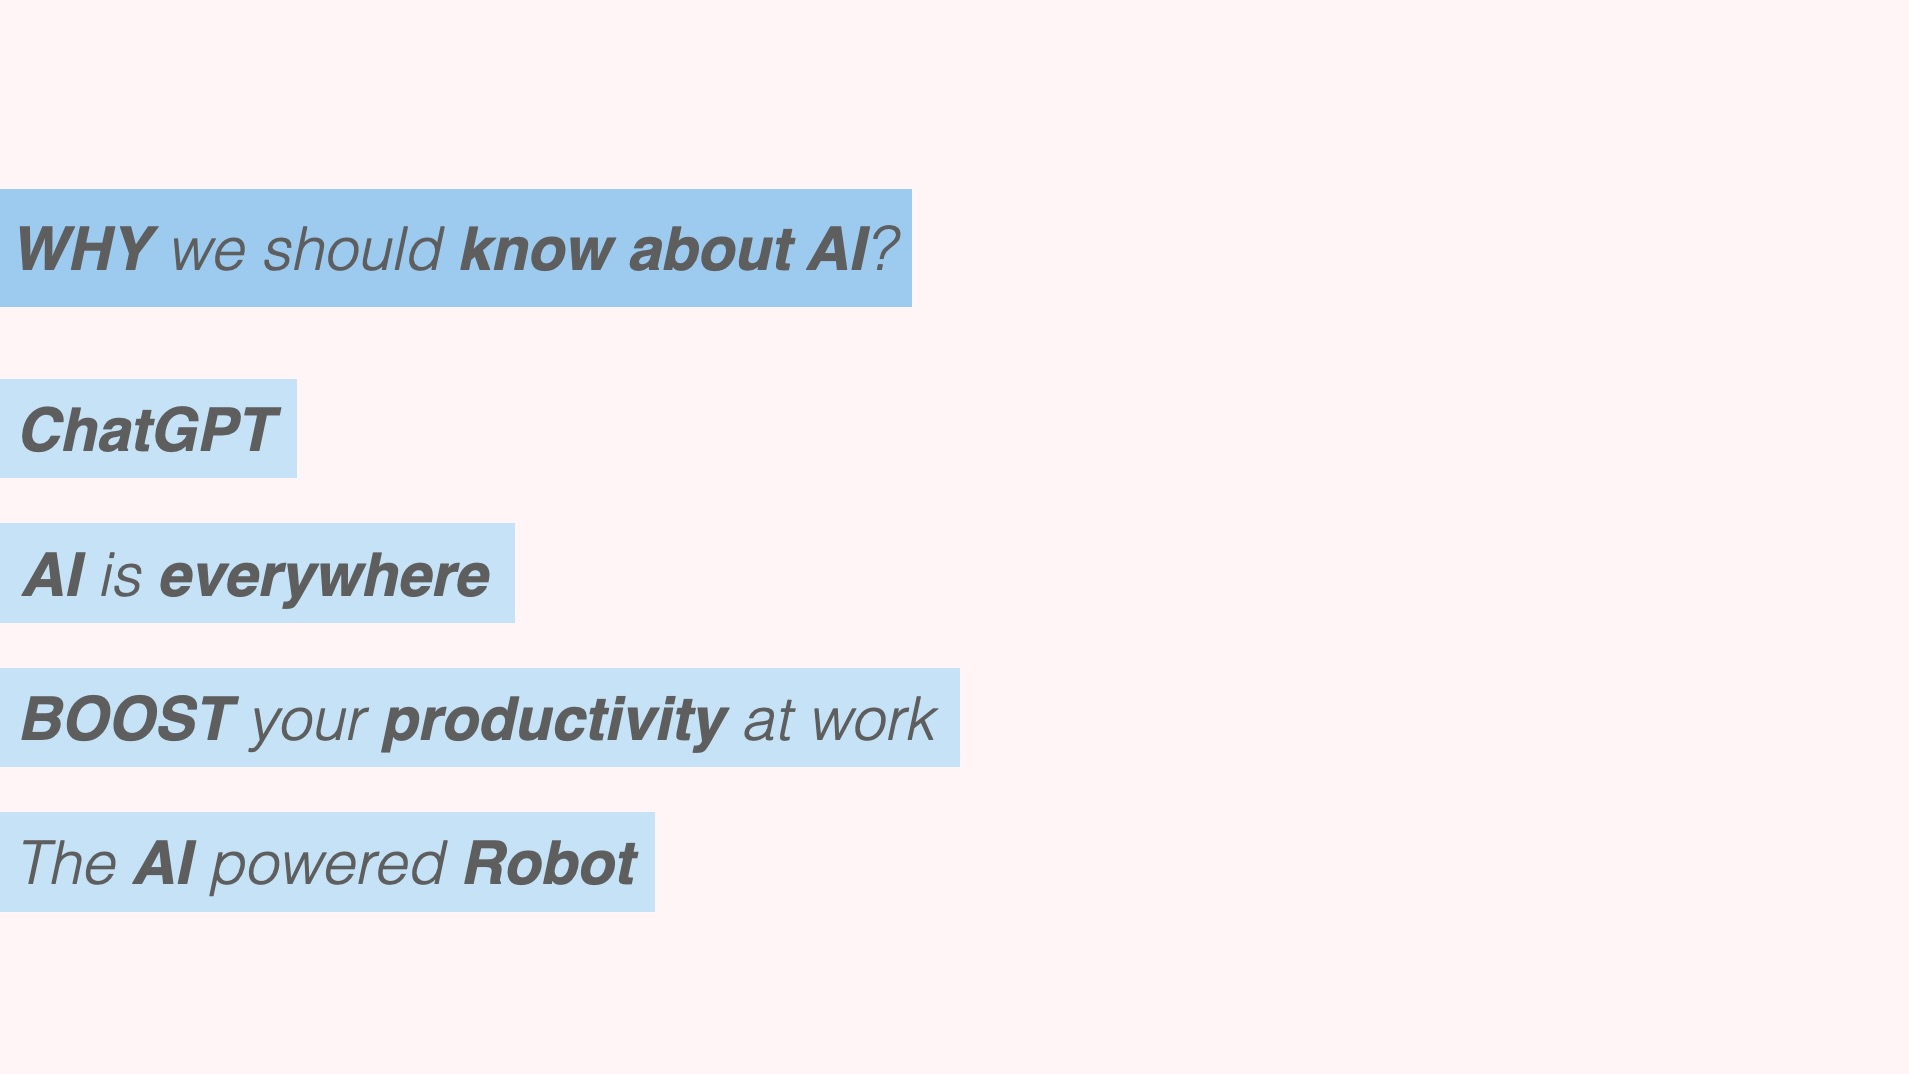 WHY we should know about AI?
ChatGPT
AI is everywhere
BOOST your productivity at work
The AI powered Robot